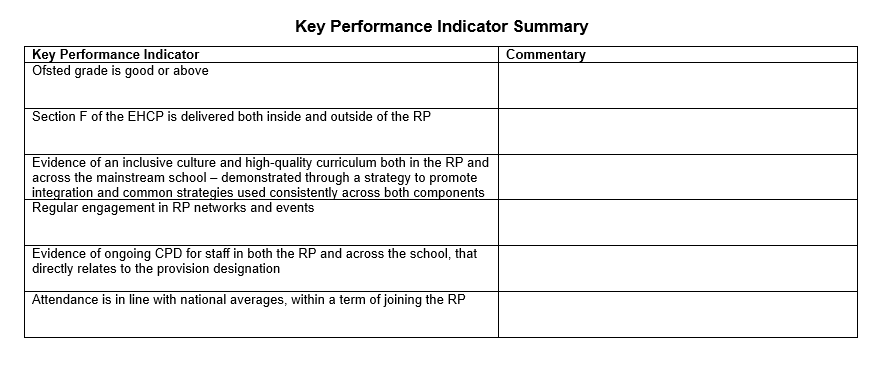 Key Performance Indicator Summary
Key Performance Indicator
Commentary
Ofsted grade is good or above
Section F of the EHCP is delivered both inside and outside of the RP
Evidence of an inclusive culture and high-quality curriculum both in the RP and
across the mainstream school – demonstrated through a strategy to promote
integration and common strategies used consistently across both components
Regular engagement in RP networks and events
Evidence of ongoing CPD for staff in both the RP and across the school, that
directly relates to the provision designation
Attendance is in line with national averages, within a term of joining the RP